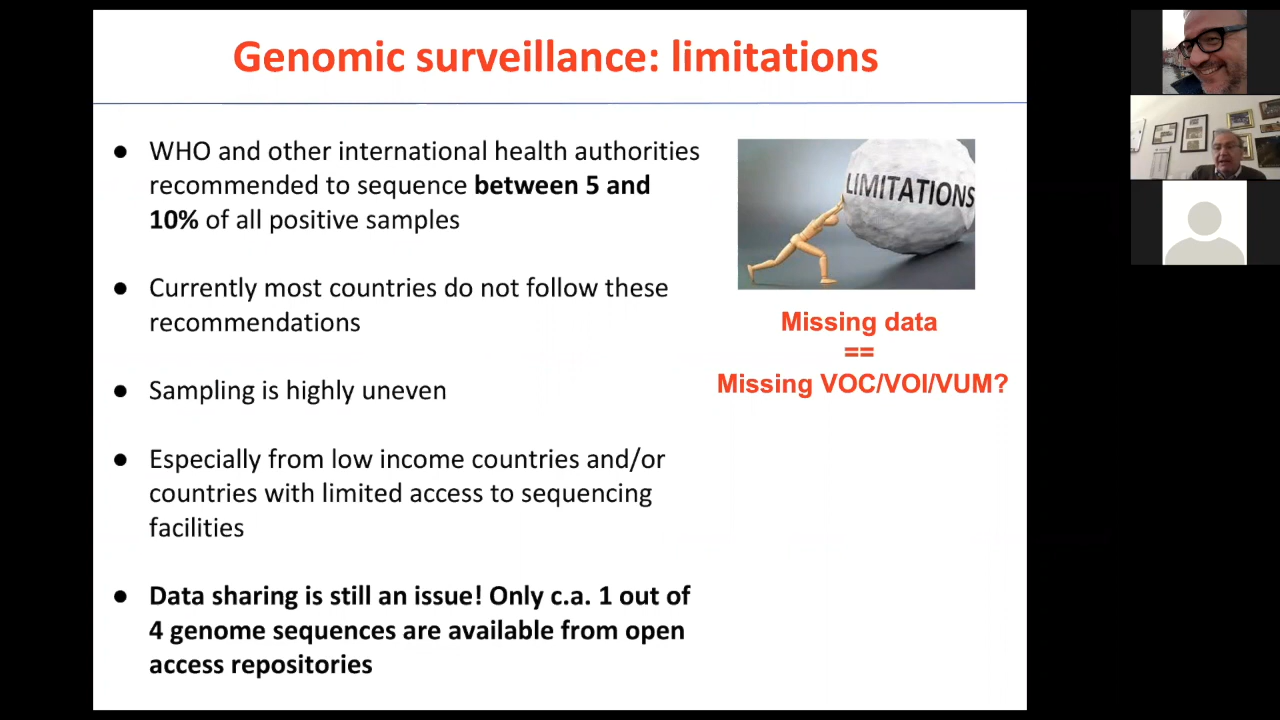 Genomic surveillance: limitations
● WHO and other international health authorities
recommended to sequence between 5 and
10% of all positive samples
● Currently most countries do not follow these
recommendations
● Sampling is highly uneven
● Especially from low income countries and/or
countries with limited access to sequencing
facilities
● Data sharing is still an issue! Only c.a. 1 out of
4 genome sequences are available from open
access repositories
LIMITATIONS
Missing data
==
Missing VOC/VOI/VUM?